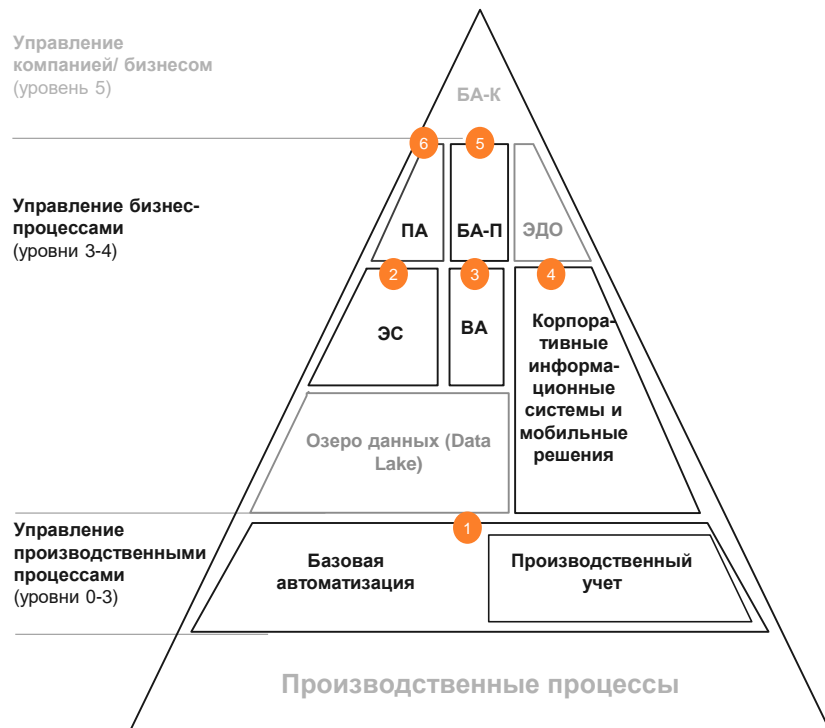 Управление
компанией/ бизнесом
(уровень 5)
БА-К
6
5
Управление бизнес-
процессами
(уровни 3-4)
ПА
БА-П
ЭДО
2
3
4
ЭС
ВА
Корпора-
тивные
информа-
ционные
системы и
мобильные
решения
Озеро данных (Data
Lake)
1
Управление
производственными
процессами
(уровни 0-3)
Базовая
автоматизация
Производственный
учет
Производственные процессы